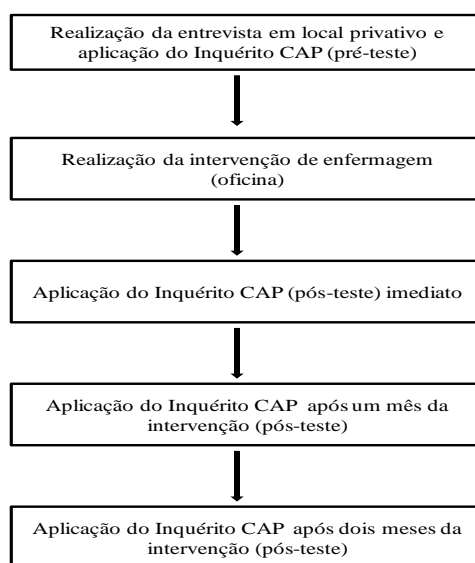 Realização da entrevista em local privativo e
aplicação do Inquérito CAP (pré-teste)
Realização da intervenção de enfermagem
(oficina)
Aplicação do Inquérito CAP (pós-teste) imediato
Aplicação do Inquérito CAP após um mês da
intervenção (pós-teste)
Aplicação do Inquérito CAP após dois meses da
intervenção (pós-teste)